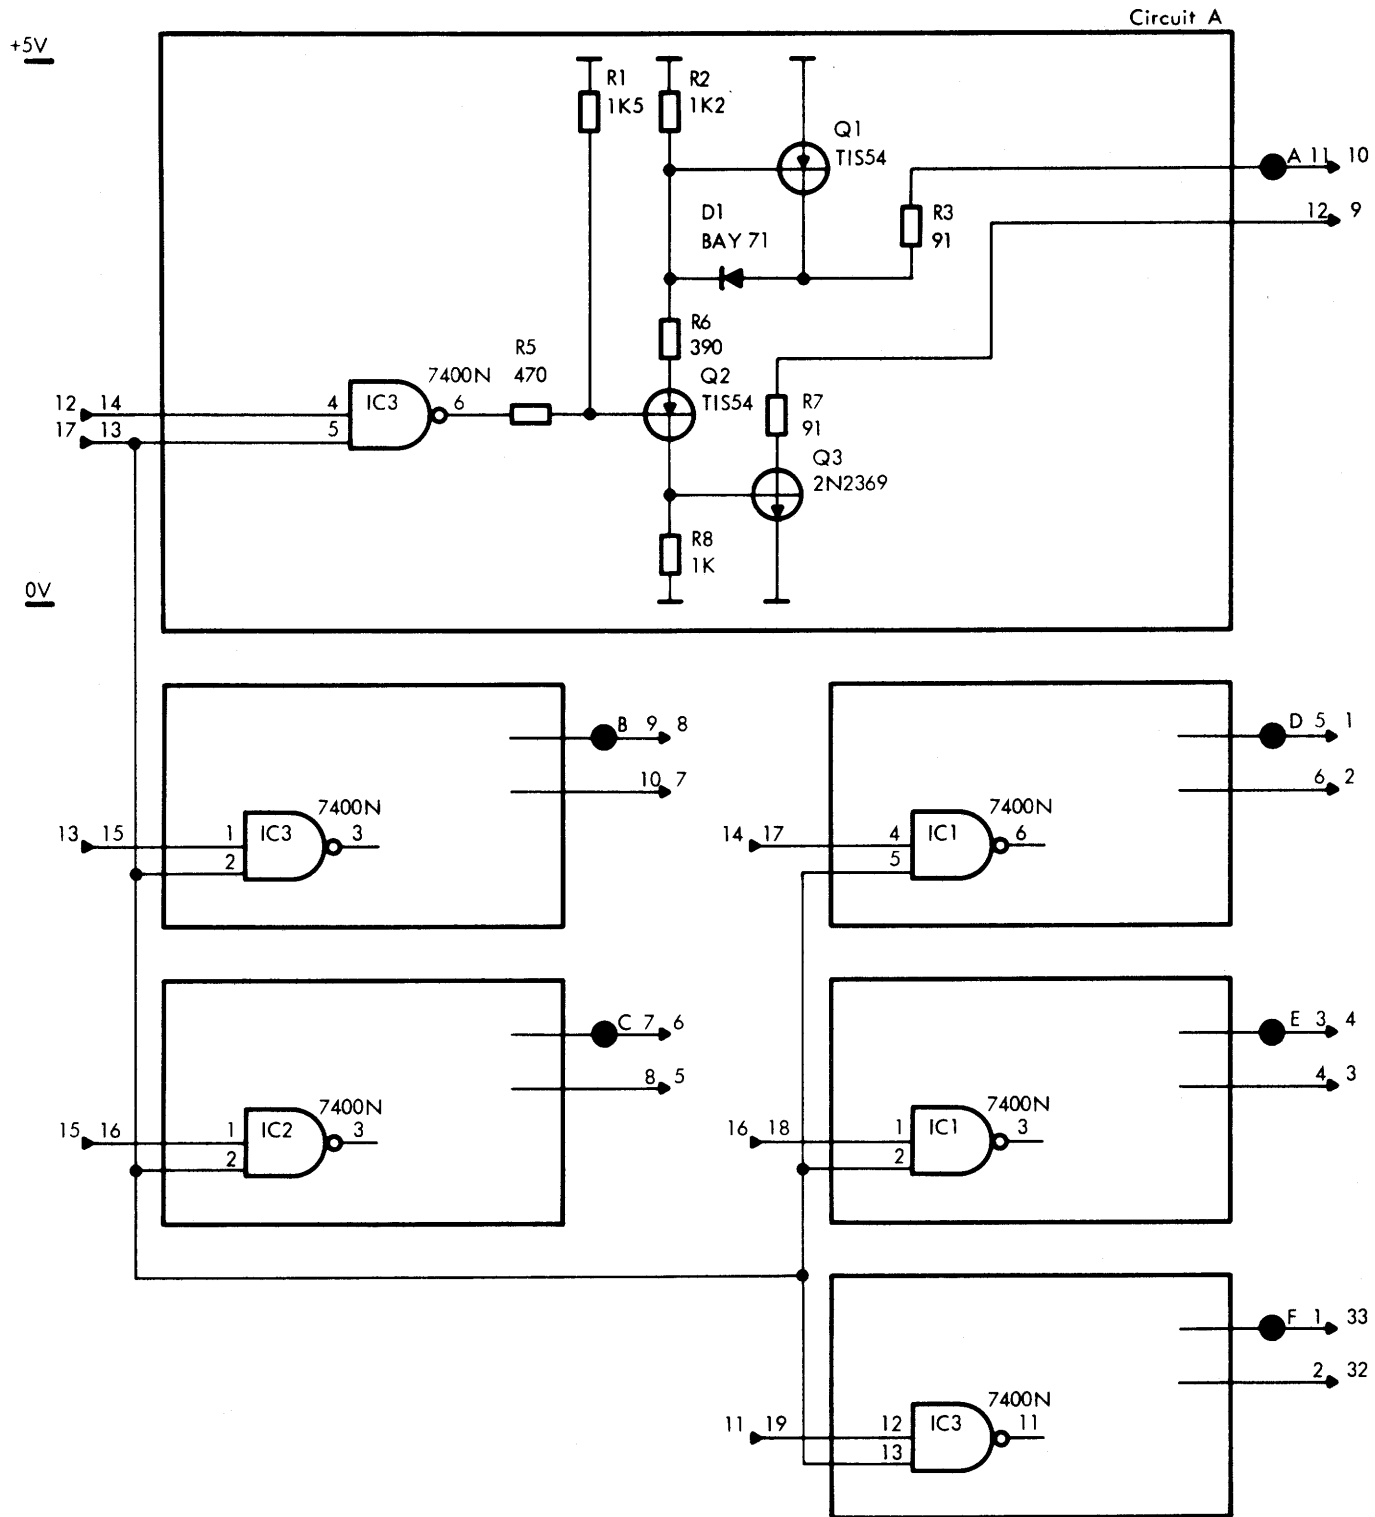 Circuit A
+5V
R1
1K5
R2
1K2
Q1
TIS54
A 11 10
12 9
D1
BAY 71
R3
91
R6
390
R5
470
7400N
Q2
TIS54
12 14
4
IC3
6
R7
91
17 13
5
Q3
2N2369
R8
1K
0V
B 9 8
10 7
7400N
13 15
1
IC3
3
2
D 5 1
6 2
7400N
14 17
4
IC1
6
5
C 7 6
8 5
7400N
15 16
1
IC2
3
2
E 3 4
4 3
7400N
16 18
1
IC1
3
2
F 1 33
2 32
7400N
11 19
12
IC3
11
13